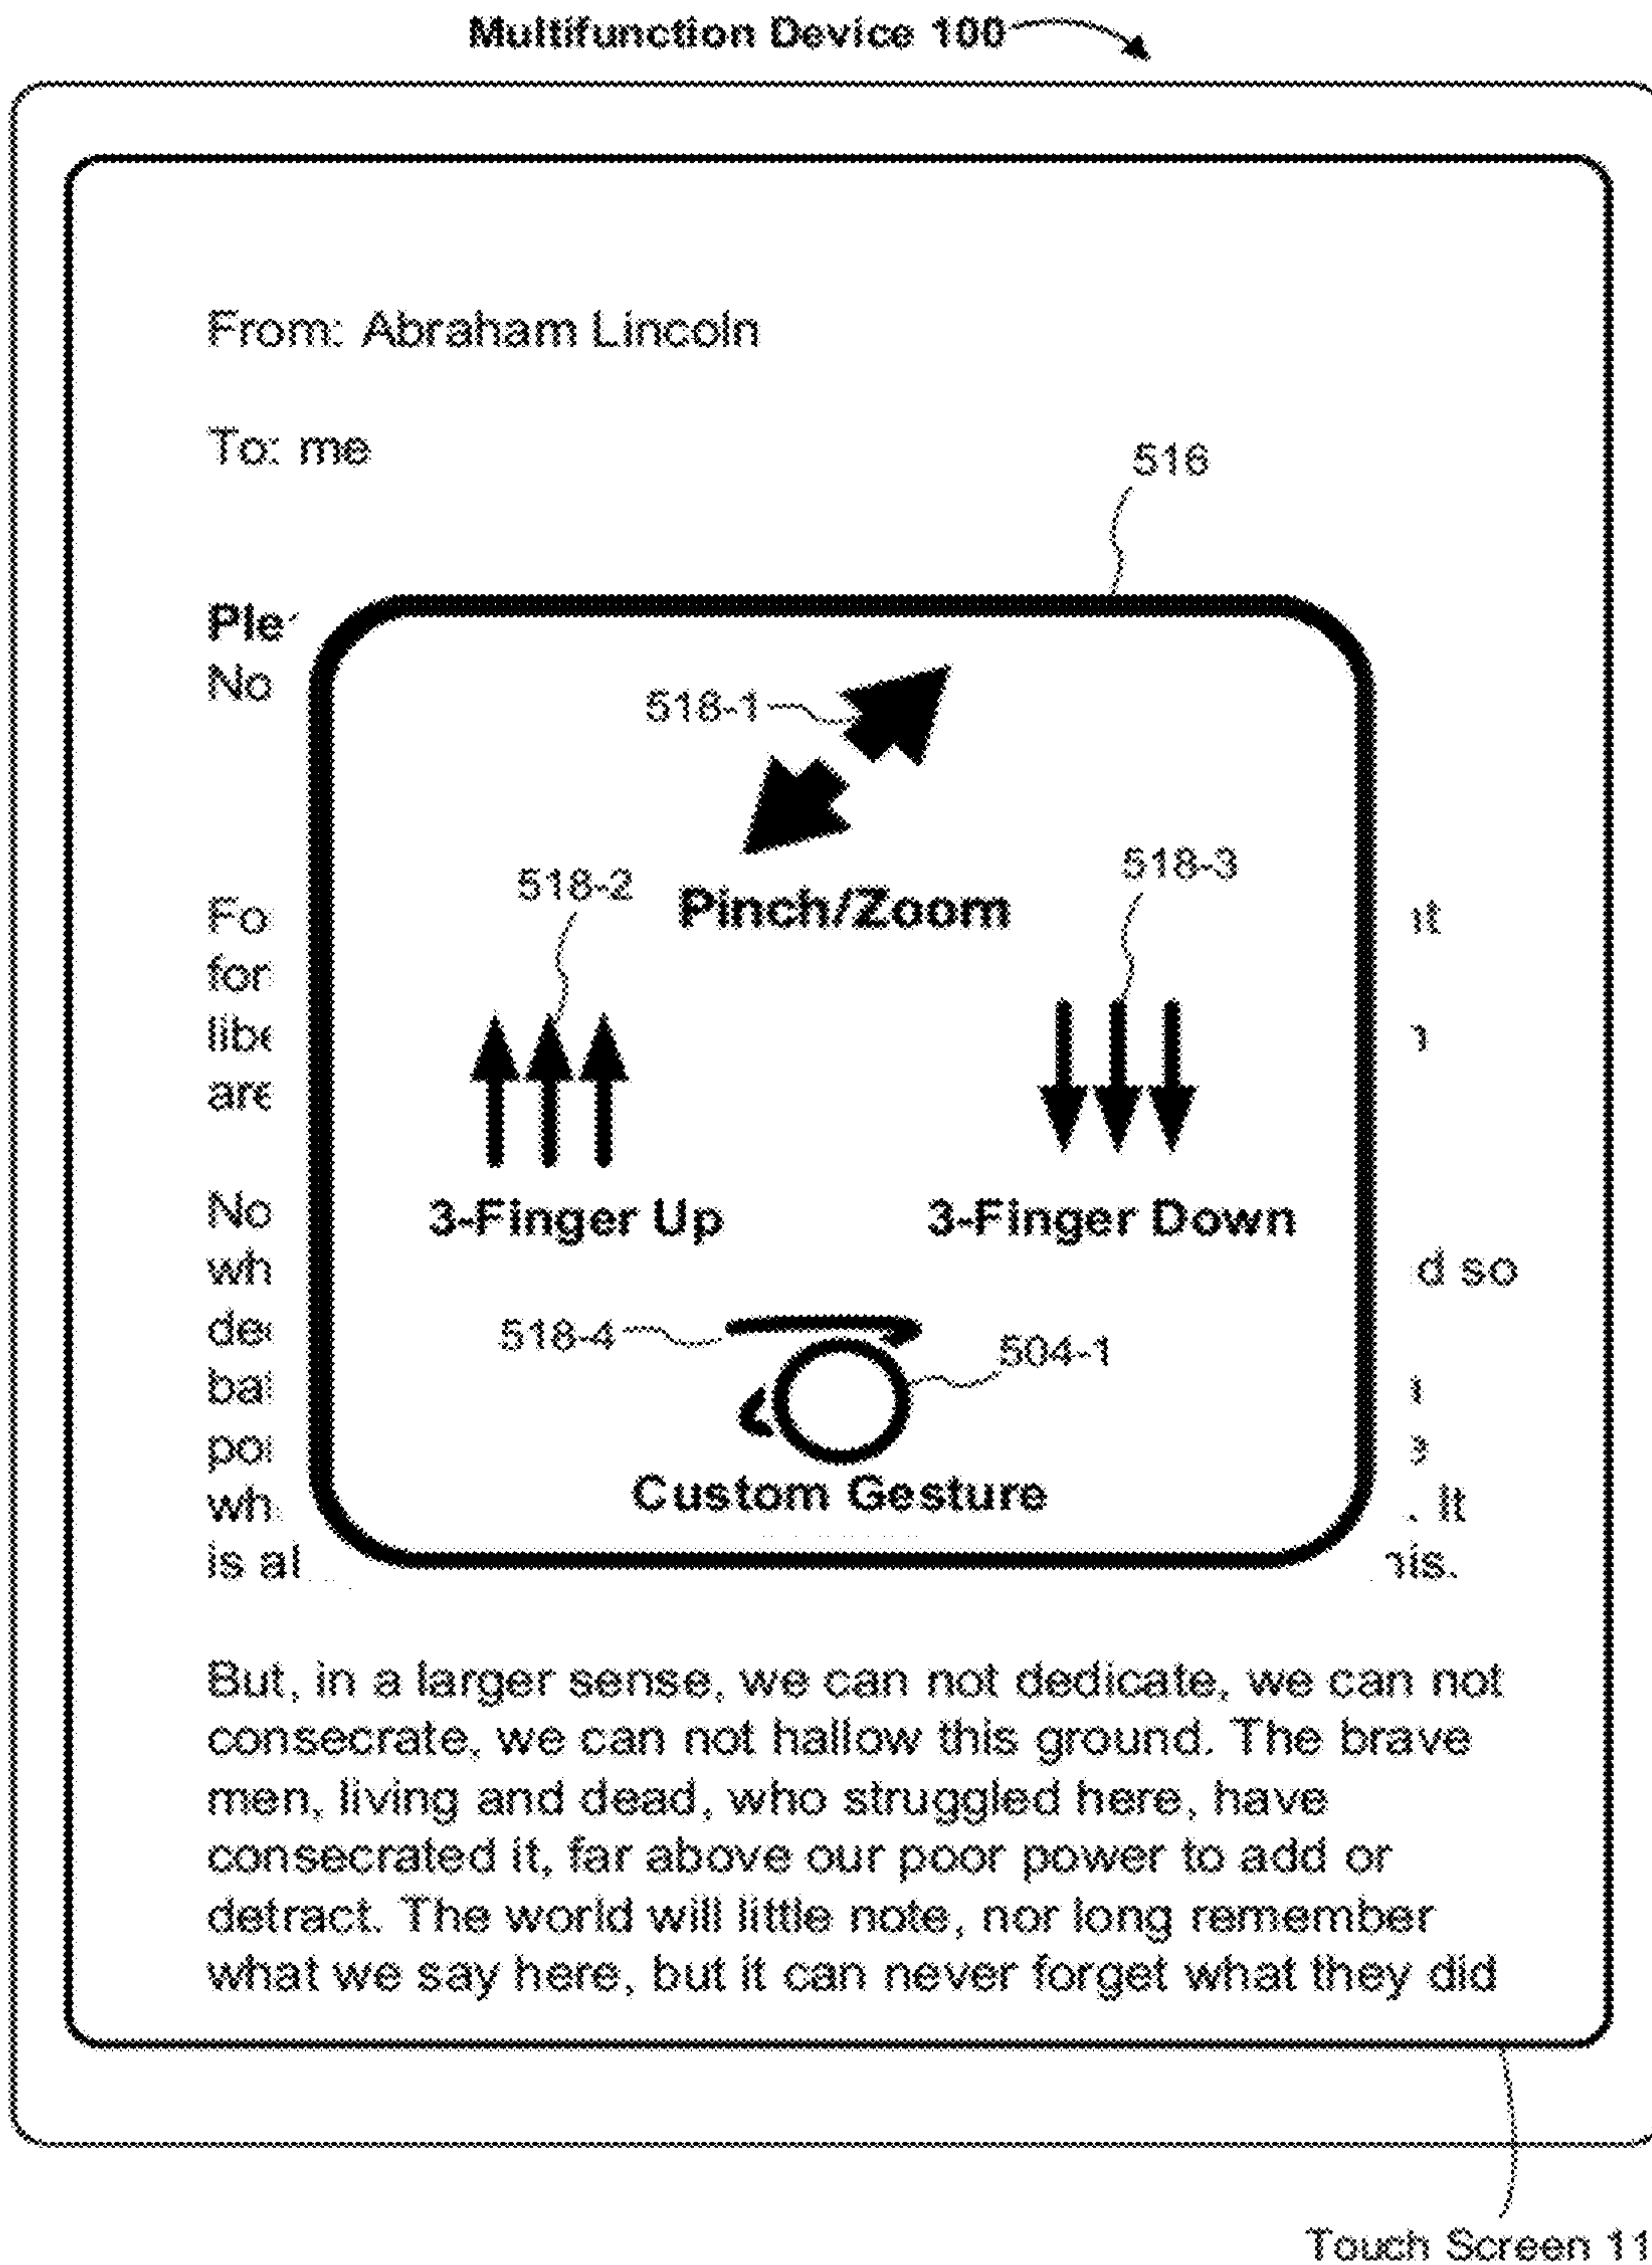 Multifunction Device 100
From: Abraham Lincoln
To: me
516
Ple
No
518-1
518-2
Pinch/Zoom
518-3
Fo
it
for
libe
are
3-Finger Up
3-Finger Down
No
wh
d so
518-4
504-1
bat
Custom Gesture
wh
. It
is al
his.
But, in a larger sense, we can not dedicate, we can not
consecrate, we can not hallow this ground. The brave
men, living and dead, who struggled here, have
consecrated it, far above our poor power to add or
detract. The world will little note, nor long remember
what we say here, but it can never forget what they did
Touch Screen 11